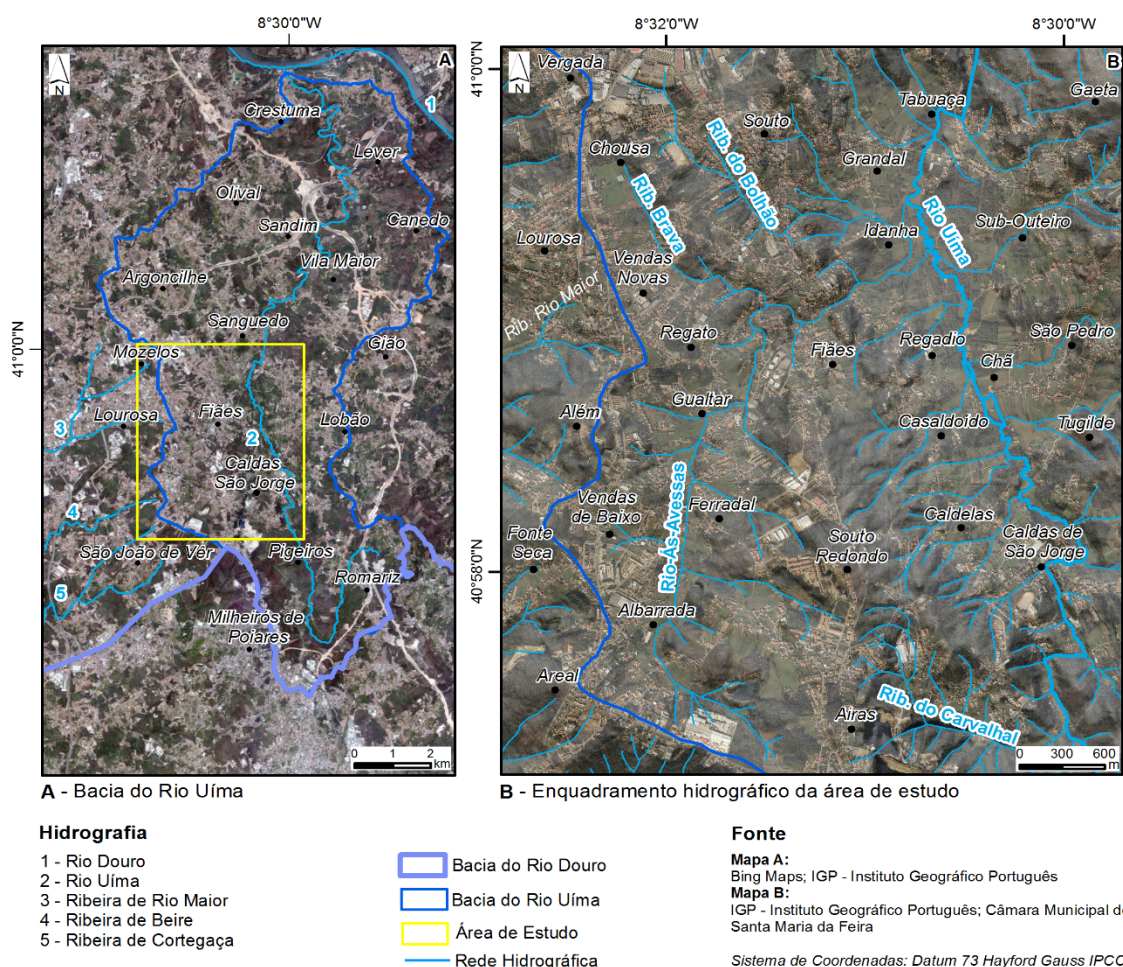 8°30'0"W
8°32'0"W
8°30'0"W
A
N
1
Crestuma
Lever
Olival
Canedo
Sandim
Vila Maior
Argoncilhe
Sanguedo
41°0'0"N
Gião
Mozelos
Lourosa
Fiães
Lobão
3
2
Caldas
São Jorge
4
São João de Vér
Pigeiros
5
Romariz
Milheirós de
Poiares
0 1 2
km
A - Bacia do Rio Uíma
B
N
41°0'0"N
Vergada
Gaeta
Tabuaça
Souto
Chousa
Grandal
Rib. do Bolhão
Rib. Brava
Rio Uíma
Sub-Outeiro
Idanha
Lourosa
Vendas
Novas
Rib. Rio Maior
São Pedro
Regato
Regadio
Fiães
Chã
Gualtar
Além
Casaldoido
Tugilde
Rio-Às-Avessas
Vendas
de Baixo
Ferradal
Caldelas
Caldas de
São Jorge
Fonte
Seca
Souto
Redondo
40°58'0"N
Albarrada
Areal
Airas
Rib. do Carvalhal
0 300 600
m
B - Enquadramento hidrográfico da área de estudo
Hidrografia
1 - Rio Douro
2 - Rio Uíma
3 - Ribeira de Rio Maior
4 - Ribeira de Beire
5 - Ribeira de Cortegaça
Bacia do Rio Douro
Bacia do Rio Uíma
Área de Estudo
Rede Hidrográfica
Fonte
Mapa A:
Bing Maps; IGP - Instituto Geográfico Português
Mapa B:
IGP - Instituto Geográfico Português; Câmara Municipal d
Santa Maria da Feira
Sistema de Coordenadas: Datum 73 Hayford Gauss IPCC